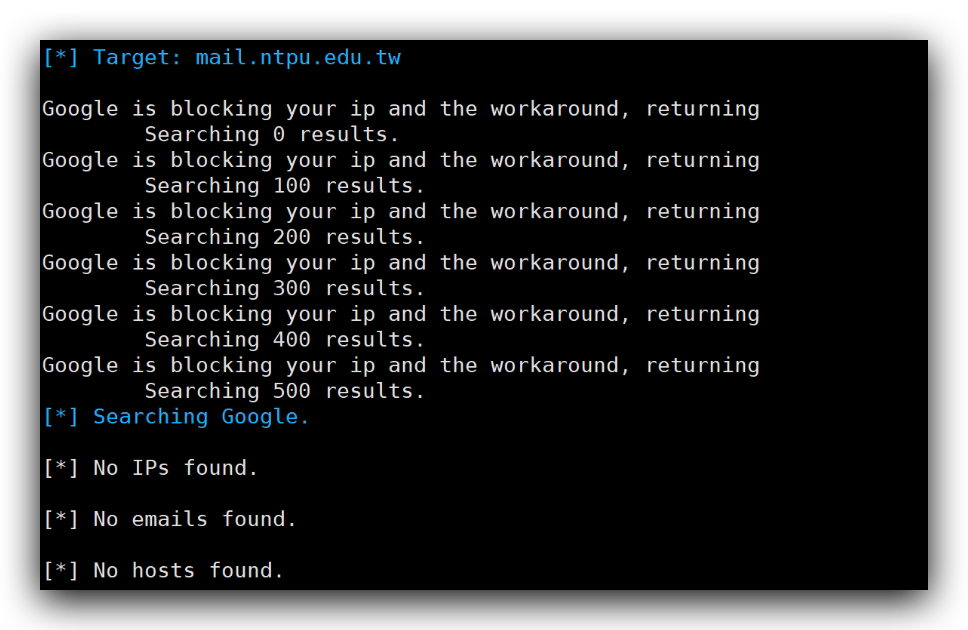 [*] Target: mail.ntpu.edu.tw
Google is blocking your ip and the workaround, returning
Searching 0 results.
Google is blocking your ip and the workaround, returning
Searching 100 results.
Google is blocking your ip and the workaround, returning
Searching 200 results.
Google is blocking your ip and the workaround, returning
Searching 300 results.
Google is blocking your ip and the workaround, returning
Searching 400 results.
Google is blocking your ip and the workaround, returning
Searching 500 results.
[*] Searching Google.
[*] No IPs found.
[*] No emails found.
[*] No hosts found.